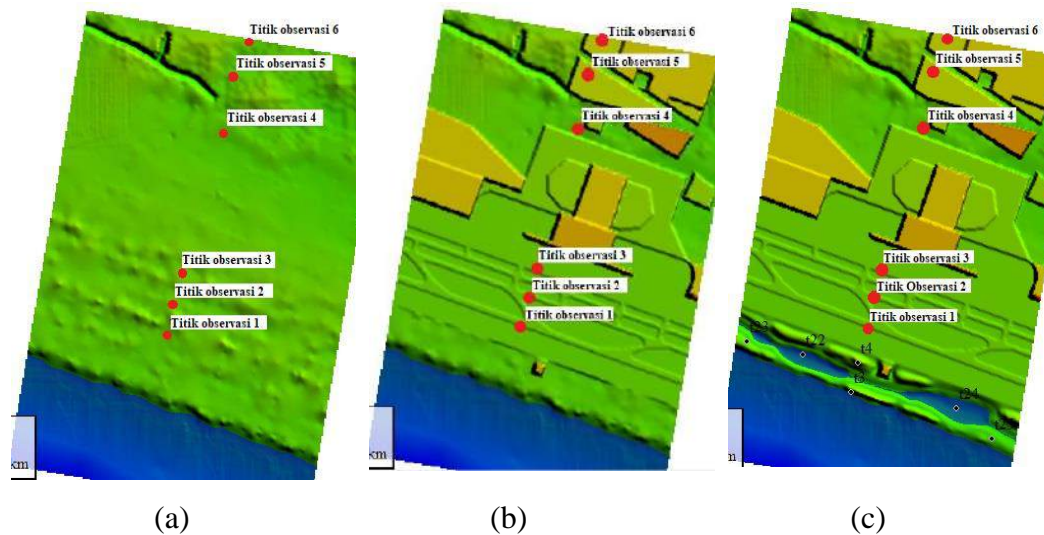 Titik observasi 6
Titik observasi 5
Titik observasi 4
Titik observasi 3
Titik observasi 2
Titik observasi 1
km
(a)
Titik observasi 6
Titik observasi 5
Titik observasi 4
Titik observasi 3
Titik observasi 2
Titik observasi 1
km
(b)
Titik observasi 6
Titik observasi 5
Titik observasi 4
Titik observasi 3
Titik Observasi 2
Titik observasi 1
t23
t22
t4
t3
t24
m
(c)